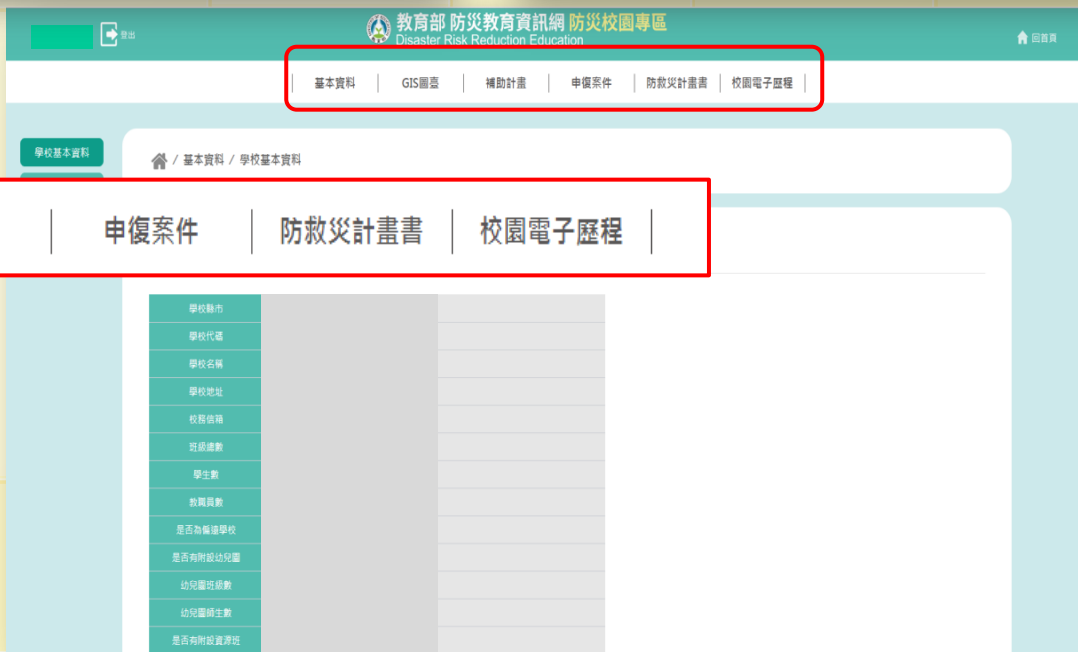 登出
教育部 防災教育資訊網 防災校園專區
Disaster Risk Reduction Education
回首頁
基本資料 GIS圖臺 補助計畫 申復案件 防救災計畫書 校園電子歷程
學校基本資料
/ 基本資料 / 學校基本資料
申復案件 防救災計畫書 校園電子歷程
學校縣市
學校代碼
學校名稱
學校地址
校務信箱
班級總數
學生數
教職員數
是否為偏遠學校
是否有附設幼兒園
幼兒園班級數
幼兒園師生數
是否有附設資源班